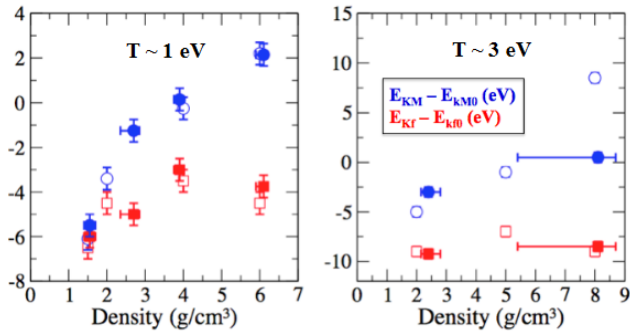 T ~ 1 eV
2
0
-2
-4
-6
-8
0 1 2 3 4 5 6 7
Density (g/cm³)
T ~ 3 eV
E_KM – E_kM0 (eV)
E_Kf – E_kf0 (eV)
15
10
5
0
-5
-10
0 1 2 3 4 5 6 7 8 9
Density (g/cm³)